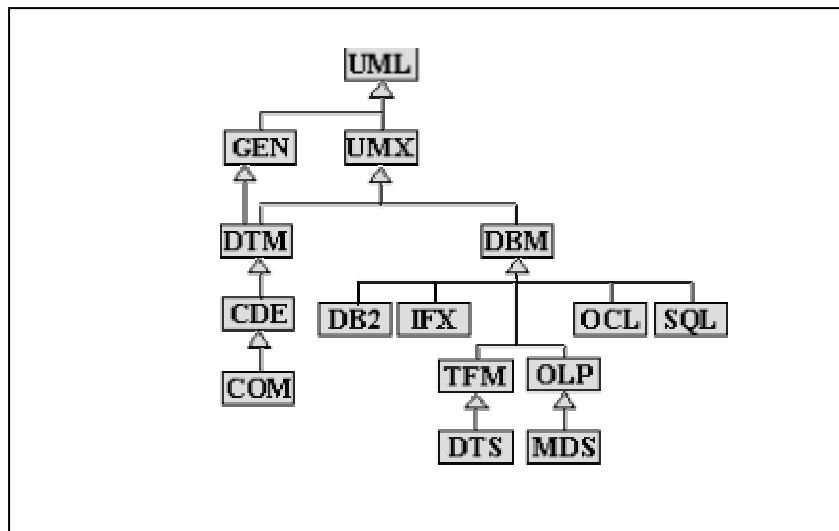 UML
GEN UMX
DTM DBM
CDE DB2 IFX OCL SQL
COM TFM OLP
DTS MDS